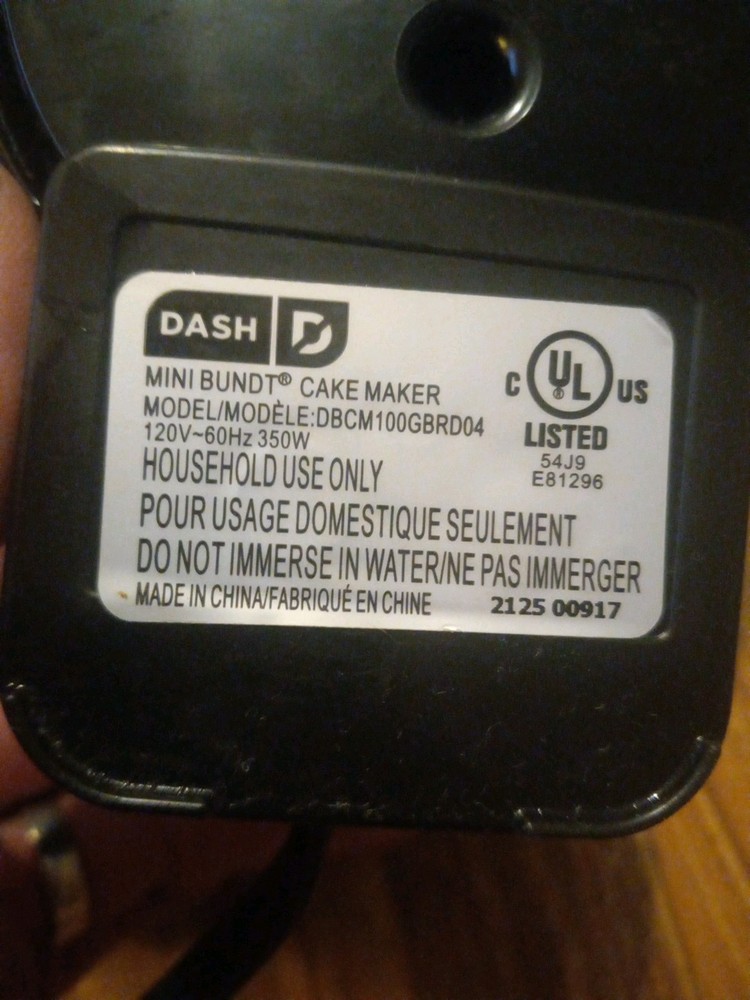 DASH D
MINI BUNDT® CAKE MAKER
MODEL/MODÈLE:DBCM100GBRD04
120V~60Hz 350W
HOUSEHOLD USE ONLY
POUR USAGE DOMESTIQUE SEULEMENT
DO NOT IMMERSE IN WATER/NE PAS IMMERGER
MADE IN CHINA/FABRIQUÉ EN CHINE
2125 00917
C UL® US
LISTED
54J9
E81296